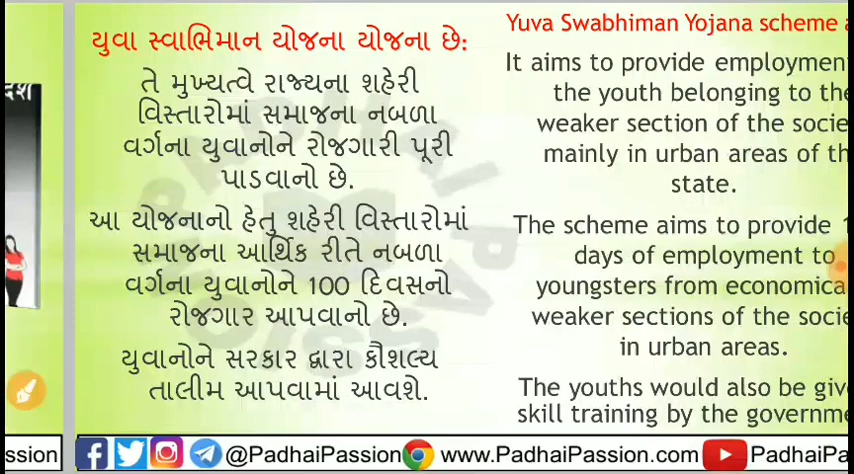 દેશ
યુવા સ્વાભિમાન યોજના યોજના છે:
તે મુખ્યત્વે રાજ્યના શહેરી
વિસ્તારોમાં સમાજના નબળા
વર્ગના યુવાનોને રોજગારી પૂરી
પાડવાનો છે.
આ યોજનાનો હેતુ શહેરી વિસ્તારોમાં
સમાજના આર્થિક રીતે નબળા
વર્ગના યુવાનોને 100 દિવસનો
રોજગાર આપવાનો છે.
યુવાનોને સરકાર દ્વારા કૌશલ્ય
તાલીમ આપવામાં આવશે.
Yuva Swabhiman Yojana scheme
It aims to provide employmen
the youth belonging to the
weaker section of the socie
mainly in urban areas of th
state.
The scheme aims to provide 1
days of employment to
youngsters from economica
weaker sections of the socie
in urban areas.
The youths would also be give
skill training by the governme
ssion @PadhaiPassion www.PadhaiPassion.com PadhaiPa